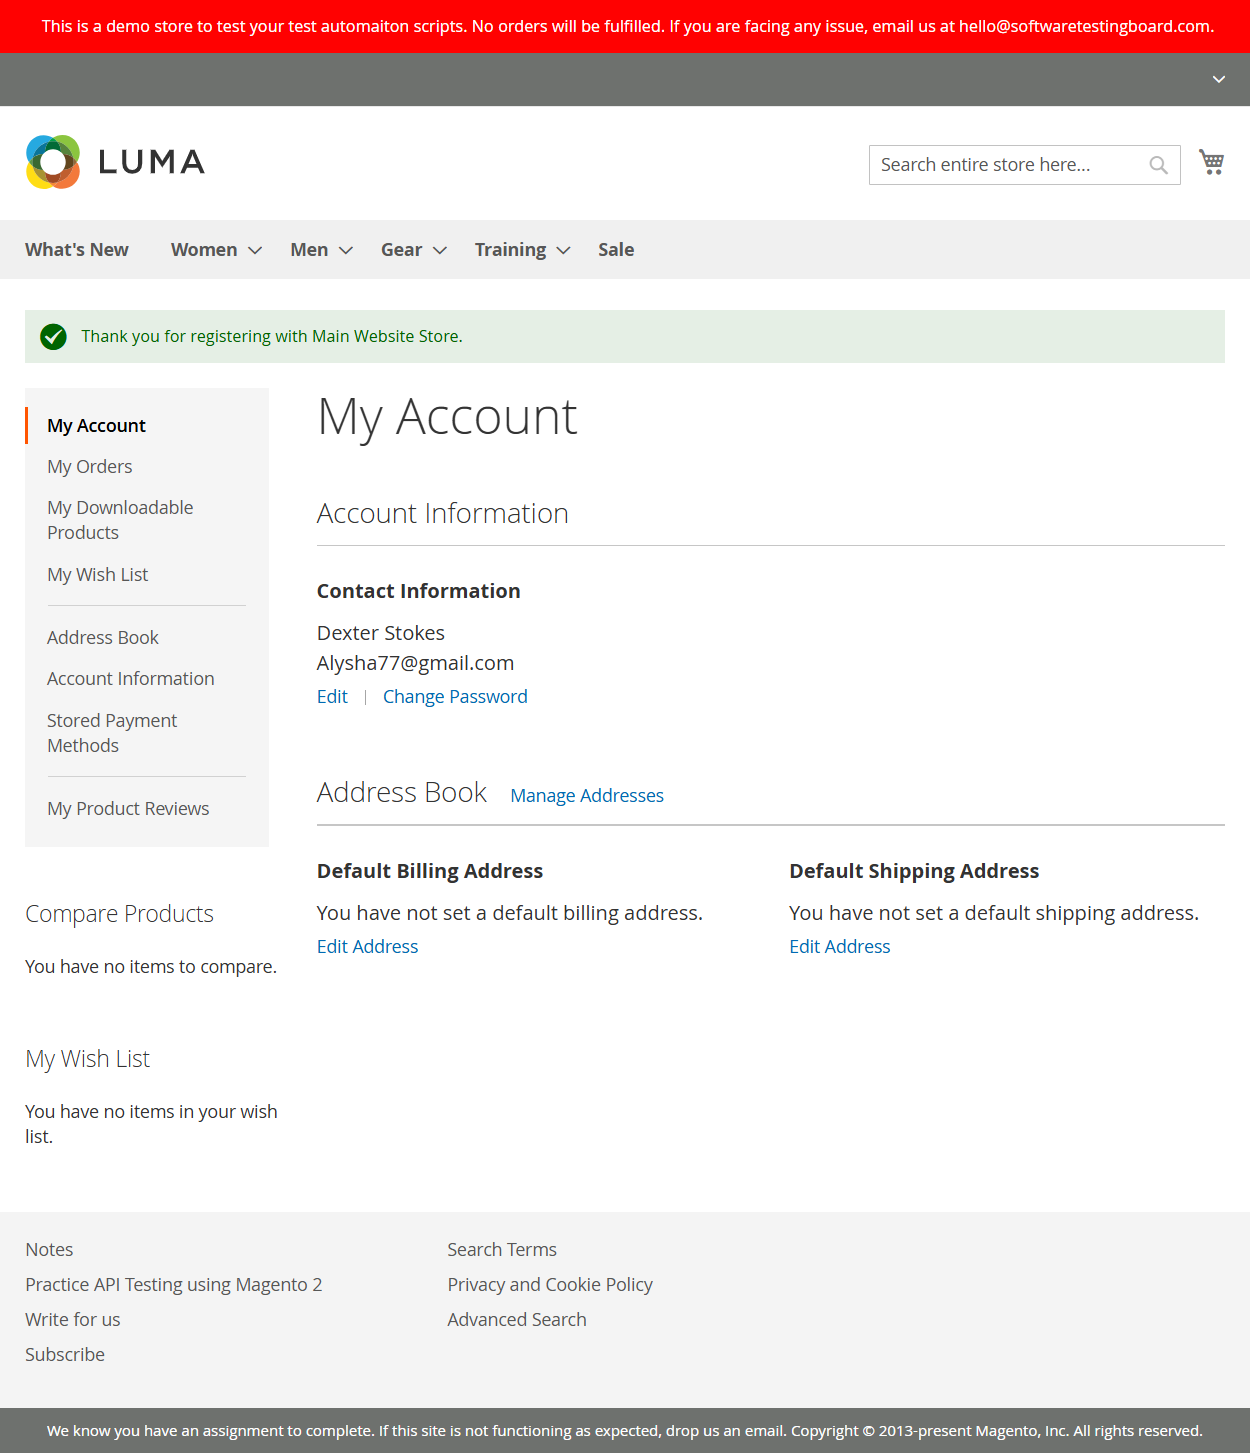 This is a demo store to test your test automaiton scripts. No orders will be fulfilled. If you are facing any issue, email us at hello@softwaretestingboard.com.
LUMA
Search entire store here...
What's New Women Men Gear Training Sale
Thank you for registering with Main Website Store.
My Account
My Orders
My Downloadable
Products
My Wish List
Address Book
Account Information
Stored Payment
Methods
My Product Reviews
Compare Products
You have no items to compare.
My Wish List
You have no items in your wish
list.
My Account
Account Information
Contact Information
Dexter Stokes
Alysha77@gmail.com
Edit | Change Password
Address Book Manage Addresses
Default Billing Address
You have not set a default billing address.
Edit Address
Default Shipping Address
You have not set a default shipping address.
Edit Address
Notes
Practice API Testing using Magento 2
Write for us
Subscribe
Search Terms
Privacy and Cookie Policy
Advanced Search
We know you have an assignment to complete. If this site is not functioning as expected, drop us an email. Copyright © 2013-present Magento, Inc. All rights reserved.